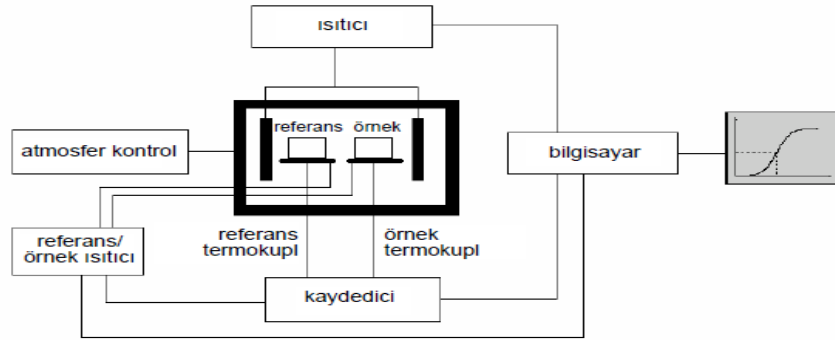 ısıtıcı
referans örnek
atmosfer kontrol
bilgisayar
referans
termokupl
örnek
termokupl
referans/
örnek ısıtıcı
kaydedici